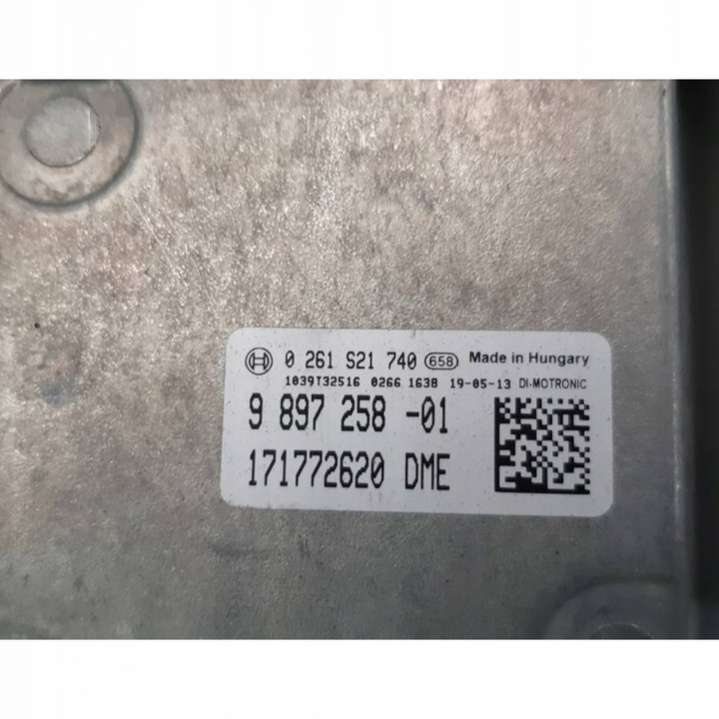 0 261 S21 740 658 Made in Hungary
1039T32516 0266 1638 19-05-13 DI-MOTRONIC
9 897 258 -01
171772620 DME